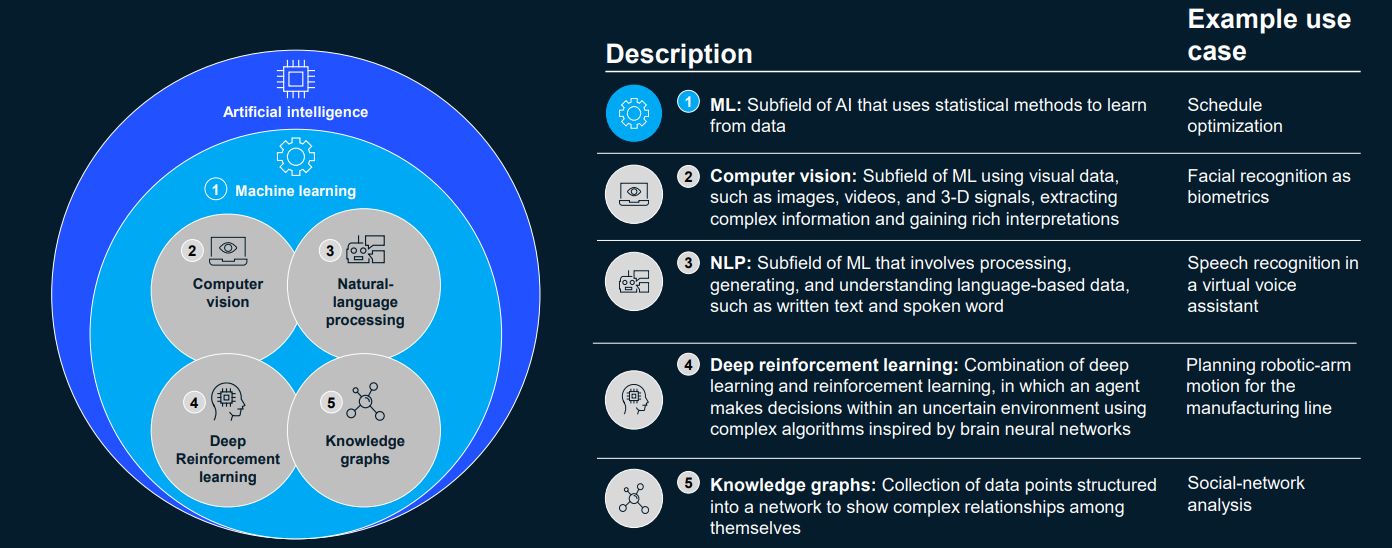 Artificial intelligence
1 Machine learning
2
Computer
vision
3
Natural-
language
processing
4
Deep
Reinforcement
learning
5
Knowledge
graphs
Description
Example use
case
1 ML: Subfield of AI that uses statistical methods to learn
from data
Schedule
optimization
2 Computer vision: Subfield of ML using visual data,
such as images, videos, and 3-D signals, extracting
complex information and gaining rich interpretations
Facial recognition as
biometrics
3 NLP: Subfield of ML that involves processing,
generating, and understanding language-based data,
such as written text and spoken word
Speech recognition in
a virtual voice
assistant
4 Deep reinforcement learning: Combination of deep
learning and reinforcement learning, in which an agent
makes decisions within an uncertain environment using
complex algorithms inspired by brain neural networks
Planning robotic-arm
motion for the
manufacturing line
5 Knowledge graphs: Collection of data points structured
into a network to show complex relationships among
themselves
Social-network
analysis